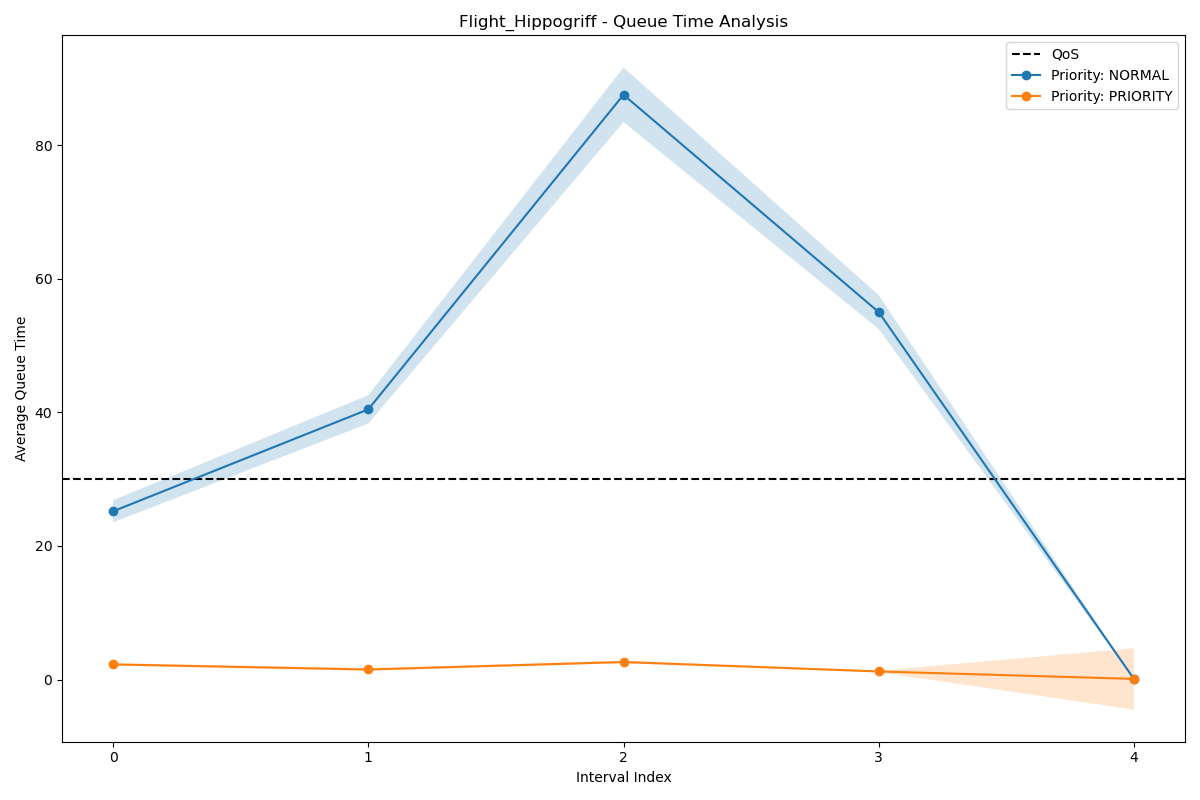 Flight_Hippogriff - Queue Time Analysis
QoS
Priority: NORMAL
Priority: PRIORITY
Average Queue Time
80
60
40
20
0
0 1 2 3 4
Interval Index